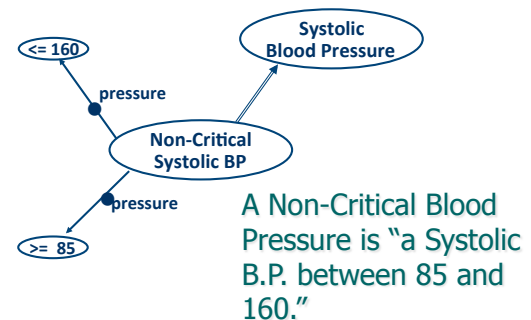 Systolic
Blood Pressure
<= 160
pressure
Non-Critical
Systolic BP
pressure
>= 85
A Non-Critical Blood
Pressure is “a Systolic
B.P. between 85 and
160.”